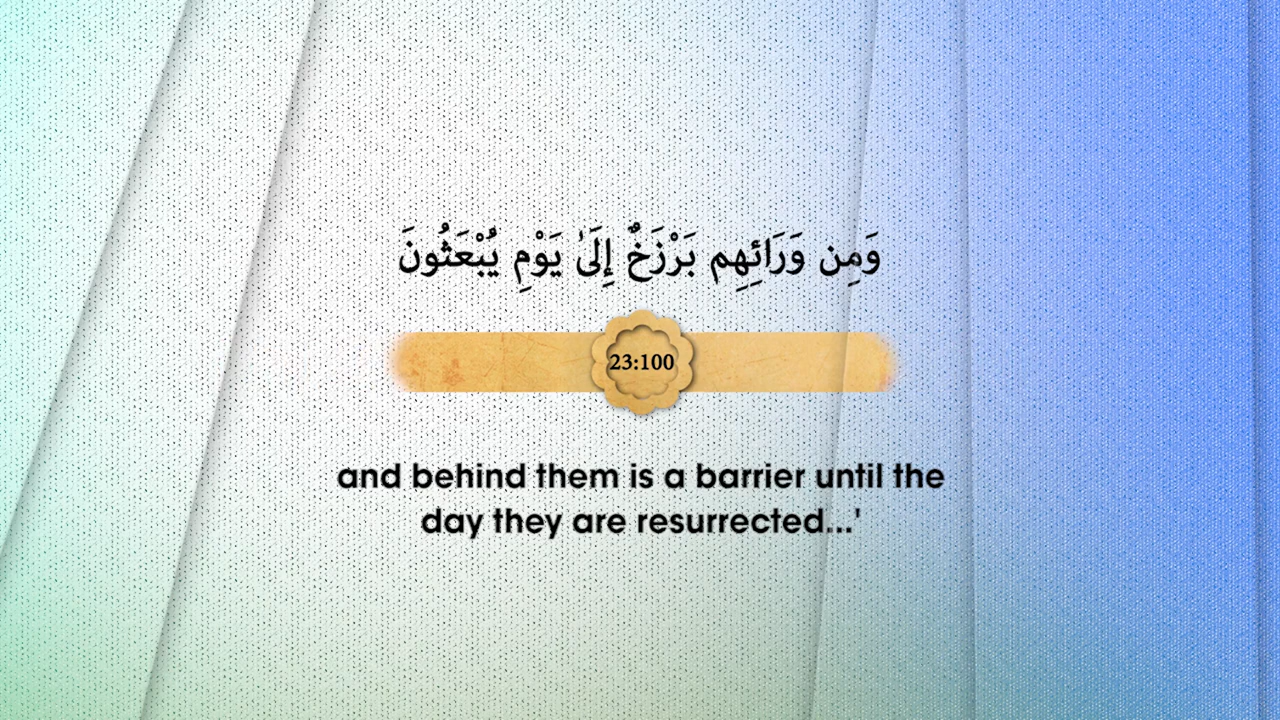 وَمِن وَرَائِهِم بَرْزَخٌ إِلَىٰ يَوْمِ يُبْعَثُونَ
23:100
and behind them is a barrier until the
day they are resurrected...'